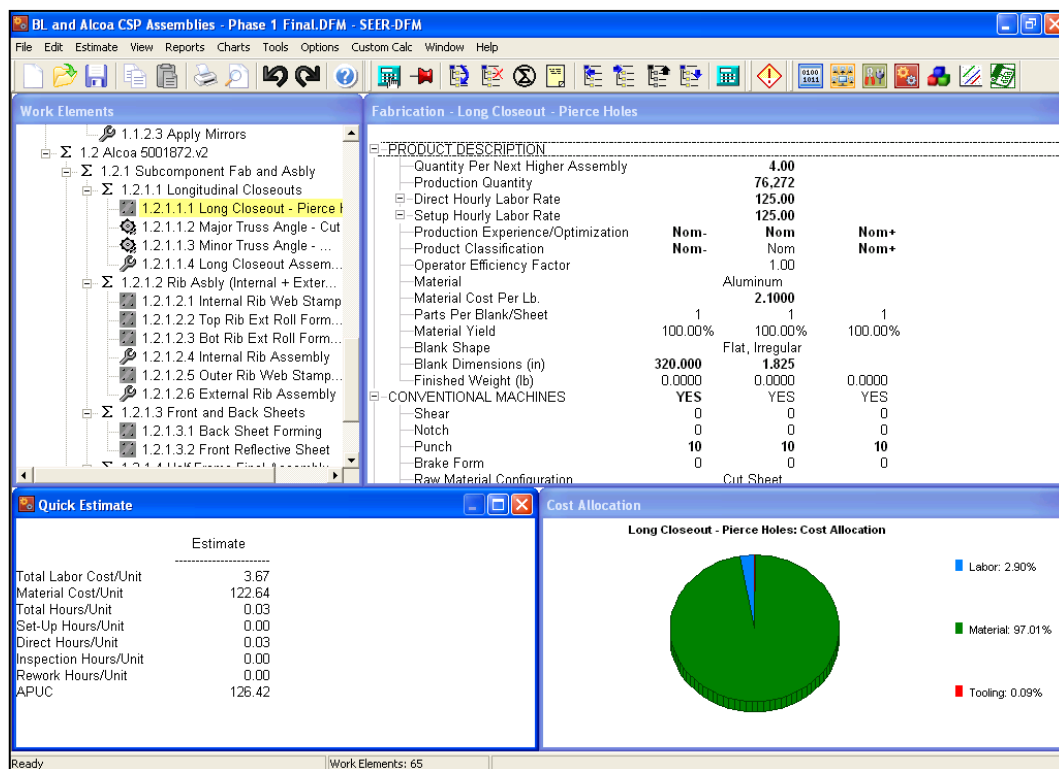 BL and Alcoa CSP Assemblies - Phase 1 Final.DFM - SEER-DFM
File Edit Estimate View Reports Charts Tools Options Custom Calc Window Help
Work Elements
1.1.2.3 Apply Mirrors
Σ 1.2 Alcoa 5001872.v2
Σ 1.2.1 Subcomponent Fab and Asbly
Σ 1.2.1.1 Longitudinal Closeouts
1.2.1.1.1 Long Closeout - Pierce H
1.2.1.1.2 Major Truss Angle - Cut
1.2.1.1.3 Minor Truss Angle - ...
1.2.1.1.4 Long Closeout Assem...
Σ 1.2.1.2 Rib Asbly (Internal + Exter...
1.2.1.2.1 Internal Rib Web Stamp
1.2.1.2.2 Top Rib Ext Roll Form...
1.2.1.2.3 Bot Rib Ext Roll Form...
1.2.1.2.4 Internal Rib Assembly
1.2.1.2.5 Outer Rib Web Stamp...
1.2.1.2.6 External Rib Assembly
Σ 1.2.1.3 Front and Back Sheets
1.2.1.3.1 Back Sheet Forming
1.2.1.3.2 Front Reflective Sheet
Σ 1.2.1.4 Half Frame Final Assembly
Fabrication - Long Closeout - Pierce Holes
PRODUCT DESCRIPTION
Quantity Per Next Higher Assembly 4.00
Production Quantity 76,272
Direct Hourly Labor Rate 125.00
Setup Hourly Labor Rate 125.00
Production Experience/Optimization Nom- Nom Nom+
Product Classification Nom- Nom Nom+
Operator Efficiency Factor 1.00
Material Aluminum
Material Cost Per Lb. 2.1000
Parts Per Blank/Sheet 1 1 1
Material Yield 100.00% 100.00% 100.00%
Blank Shape Flat, Irregular
Blank Dimensions (in) 320.000 1.825
Finished Weight (lb) 0.0000 0.0000 0.0000
CONVENTIONAL MACHINES YES YES YES
Shear 0 0 0
Notch 0 0 0
Punch 10 10 10
Brake Form 0 0 0
Raw Material Configuration Cut Sheet
Quick Estimate
Estimate
Total Labor Cost/Unit 3.67
Material Cost/Unit 122.64
Total Hours/Unit 0.03
Set-Up Hours/Unit 0.00
Direct Hours/Unit 0.03
Inspection Hours/Unit 0.00
Rework Hours/Unit 0.00
APUC 126.42
Cost Allocation
Long Closeout - Pierce Holes: Cost Allocation
Labor: 2.90%
Material: 97.01%
Tooling: 0.09%
Ready Work Elements: 65